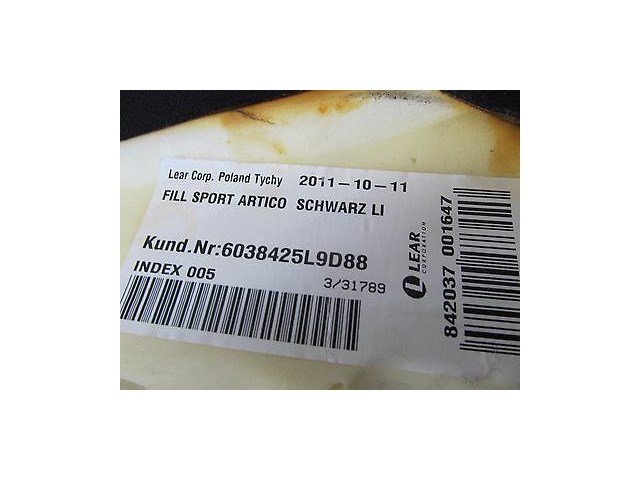 Lear Corp. Poland Tychy 2011-10-11
FILL SPORT ARTICO SCHWARZ LI
Kund.Nr:6038425L9D88
INDEX 005
3/31789
LEAR
CORPORATION
842037 001647